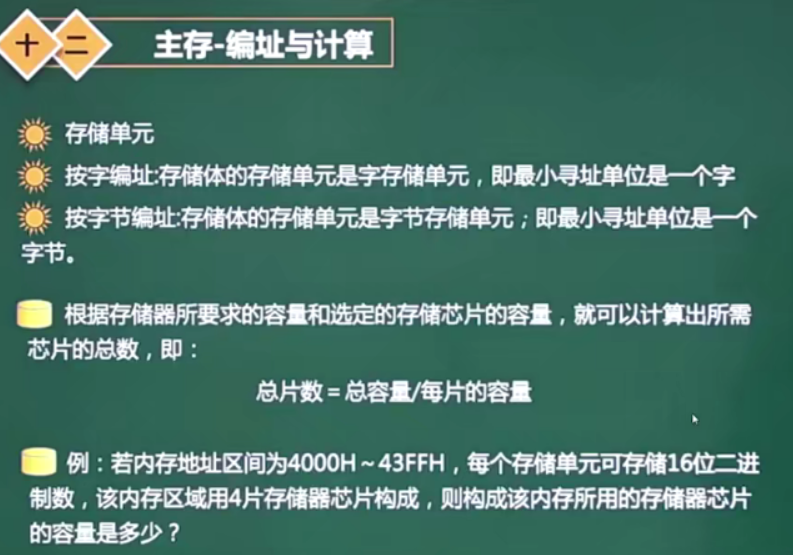 十二 主存-编址与计算
存储单元
按字编址:存储体的存储单元是字存储单元，即最小寻址单位是一个字
按字节编址:存储体的存储单元是字节存储单元；即最小寻址单位是一个
字节。
根据存储器所要求的容量和选定的存储芯片的容量，就可以计算出所需
芯片的总数，即：
总片数＝总容量/每片的容量
例：若内存地址区间为4000H～43FFH，每个存储单元可存储16位二进
制数，该内存区域用4片存储器芯片构成，则构成该内存所用的存储器芯片
的容量是多少？